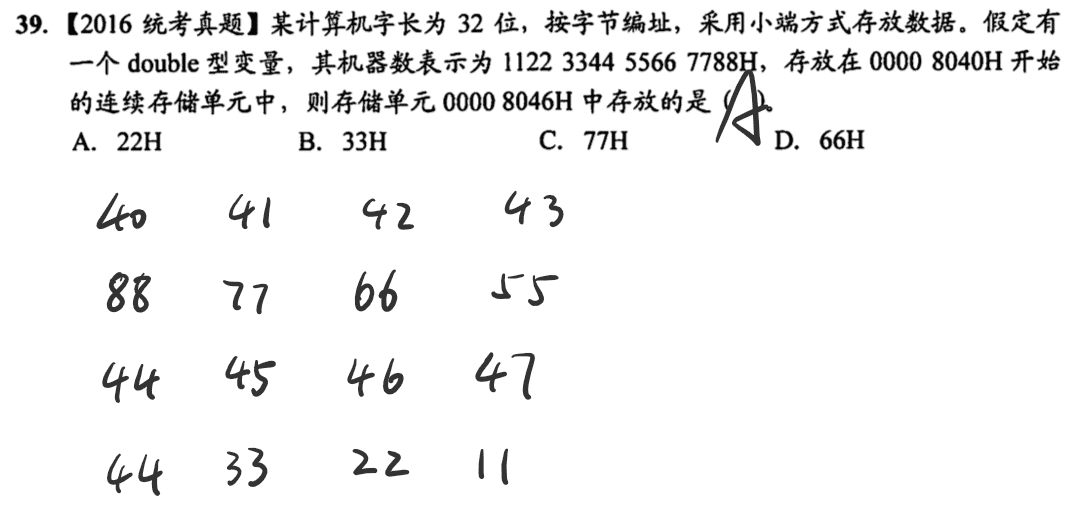 39.【2016 统考真题】某计算机字长为 32 位，按字节编址，采用小端方式存放数据。假定有
一个 double 型变量，其机器数表示为 1122 3344 5566 7788H，存放在 0000 8040H 开始
的连续存储单元中，则存储单元 0000 8046H 中存放的是（A）。
A. 22H B. 33H C. 77H D. 66H
40 41 42 43
88 77 66 55
44 45 46 47
44 33 22 11